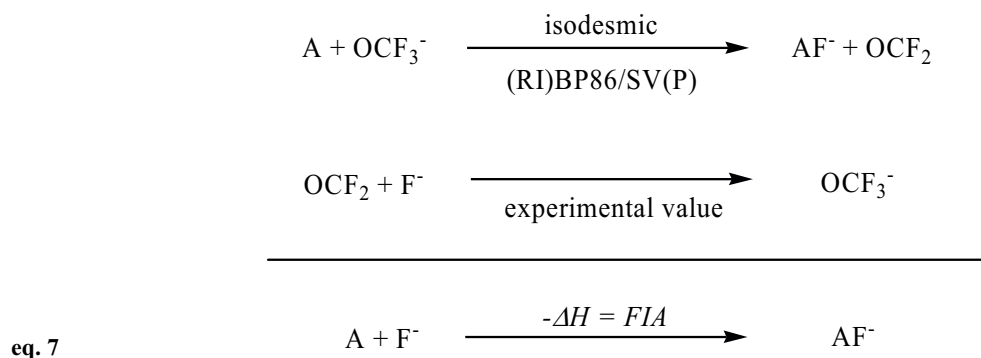 isodesmic
A + OCF₃⁻ AF⁻ + OCF₂
(RI)BP86/SV(P)
OCF₂ + F⁻ OCF₃⁻
experimental value
-ΔH = FIA
eq. 7 A + F⁻ AF⁻